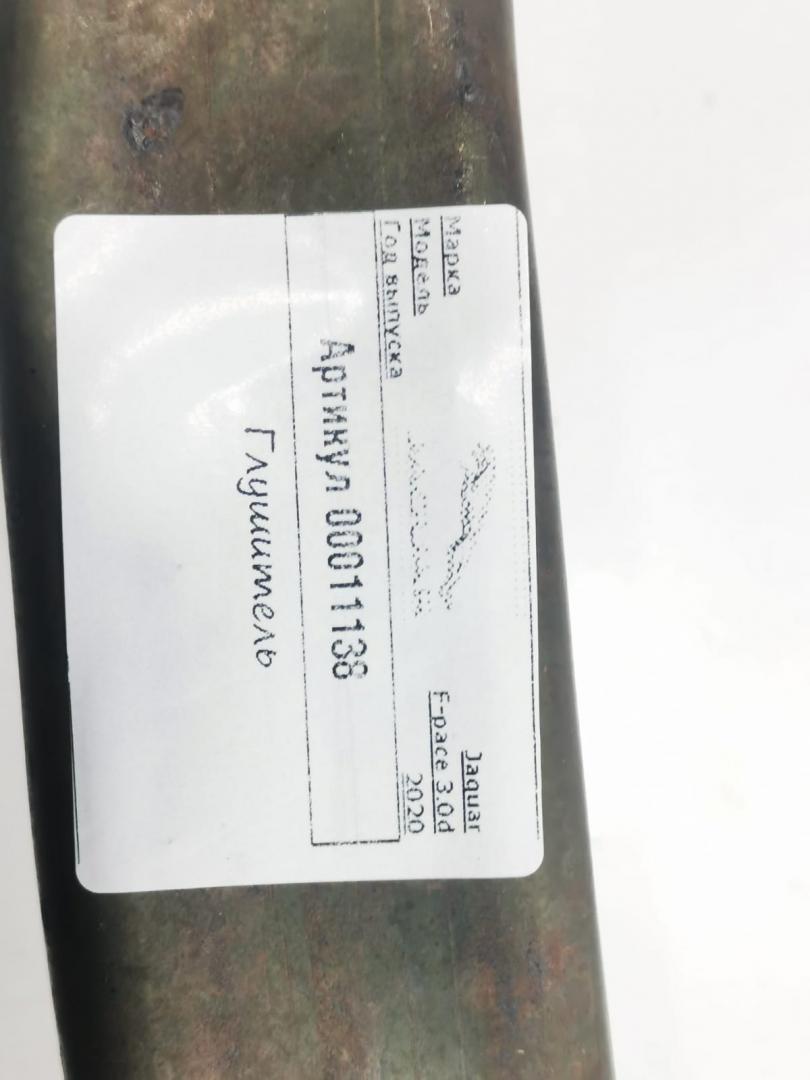 Марка Jaguar
Модель F-pace 3.0d
Год выпуска 2020
Артикул 00011138
Глушитель